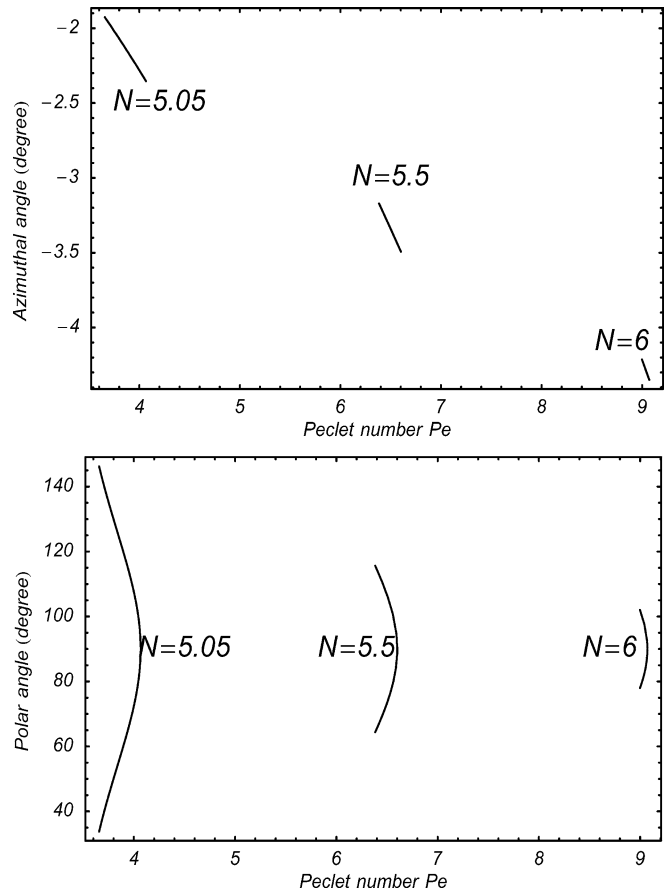 −2
N=5.05
−2.5
−3
N=5.5
−3.5
−4
N=6
Azimuthal angle (degree)
4 5 6 7 8 9
Peclet number Pe
140
120
100
N=5.05 N=5.5 N=6
80
60
40
Polar angle (degree)
4 5 6 7 8 9
Peclet number Pe